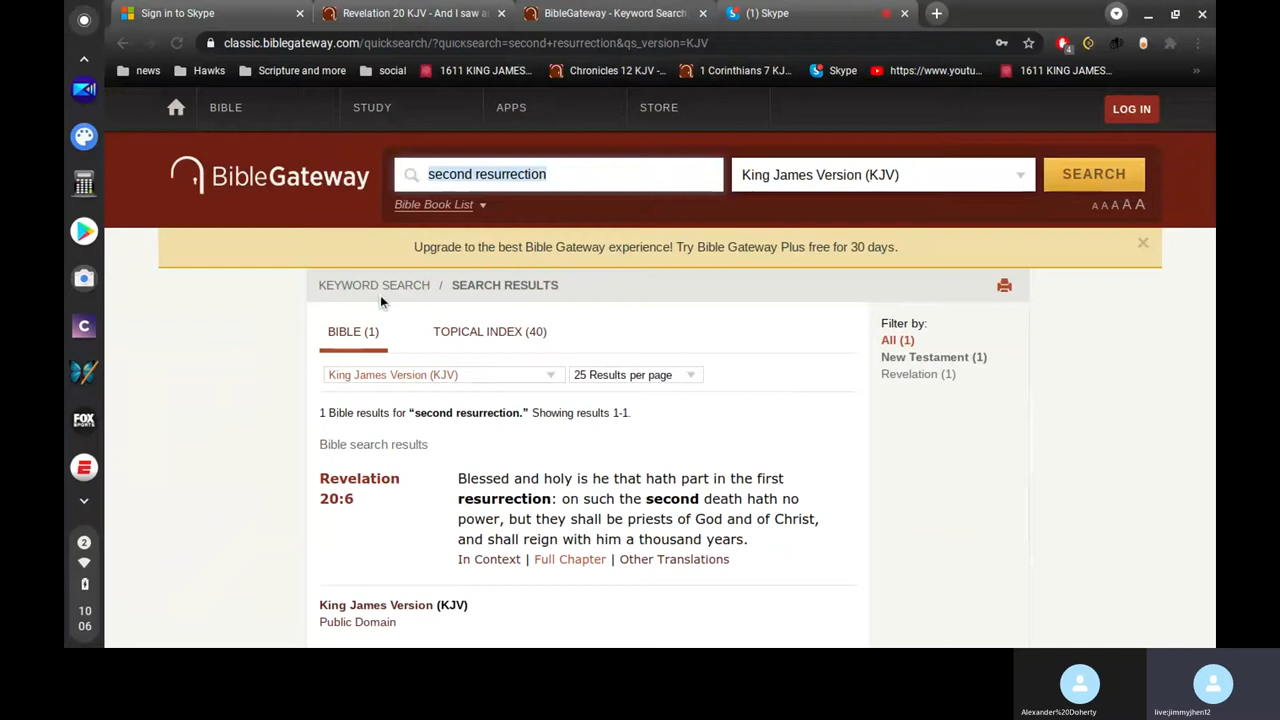 Sign in to Skype
Revelation 20 KJV - And I saw a
BibleGateway - Keyword Search
(1) Skype
classic.biblegateway.com/quicksearch/?quicksearch=second+resurrection&qs_version=KJV
4
news
Hawks
Scripture and more
social
1611 KING JAMES...
Chronicles 12 KJV -...
1 Corinthians 7 KJ...
Skype
https://www.youtu...
1611 KING JAMES...
BIBLE
STUDY
APPS
STORE
LOG IN
BibleGateway
second resurrection
King James Version (KJV)
SEARCH
Bible Book List
A A A A A
Upgrade to the best Bible Gateway experience! Try Bible Gateway Plus free for 30 days.
KEYWORD SEARCH / SEARCH RESULTS
BIBLE (1)
TOPICAL INDEX (40)
Filter by:
All (1)
New Testament (1)
Revelation (1)
King James Version (KJV)
25 Results per page
1 Bible results for “second resurrection.” Showing results 1-1.
Bible search results
Revelation 20:6
Blessed and holy is he that hath part in the first
resurrection: on such the second death hath no
power, but they shall be priests of God and of Christ,
and shall reign with him a thousand years.
In Context | Full Chapter | Other Translations
King James Version (KJV)
Public Domain
C
FOX
SPORTS
E
2
10
06
Alexander%20Doherty
live:jimmyjhen12